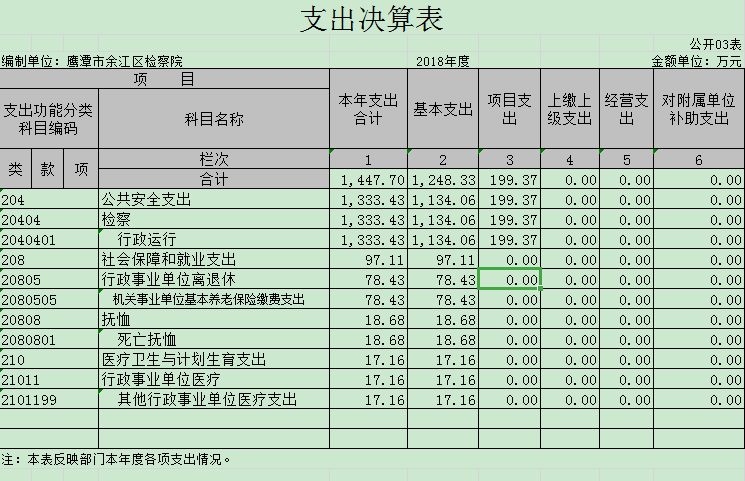 支出决算表
公开03表
编制单位：鹰潭市余江区检察院 2018年度 金额单位：万元
项 目 本年支出合计 基本支出 项目支出 上缴上级支出 经营支出 对附属单位补助支出
支出功能分类科目编码 科目名称
类 款 项 栏次 1 2 3 4 5 6
合计 1,447.70 1,248.33 199.37 0.00 0.00 0.00
204 公共安全支出 1,333.43 1,134.06 199.37 0.00 0.00 0.00
20404 检察 1,333.43 1,134.06 199.37 0.00 0.00 0.00
2040401 行政运行 1,333.43 1,134.06 199.37 0.00 0.00 0.00
208 社会保障和就业支出 97.11 97.11 0.00 0.00 0.00 0.00
20805 行政事业单位离退休 78.43 78.43 0.00 0.00 0.00 0.00
2080505 机关事业单位基本养老保险缴费支出 78.43 78.43 0.00 0.00 0.00 0.00
20808 抚恤 18.68 18.68 0.00 0.00 0.00 0.00
2080801 死亡抚恤 18.68 18.68 0.00 0.00 0.00 0.00
210 医疗卫生与计划生育支出 17.16 17.16 0.00 0.00 0.00 0.00
21011 行政事业单位医疗 17.16 17.16 0.00 0.00 0.00 0.00
2101199 其他行政事业单位医疗支出 17.16 17.16 0.00 0.00 0.00 0.00
注：本表反映部门本年度各项支出情况。